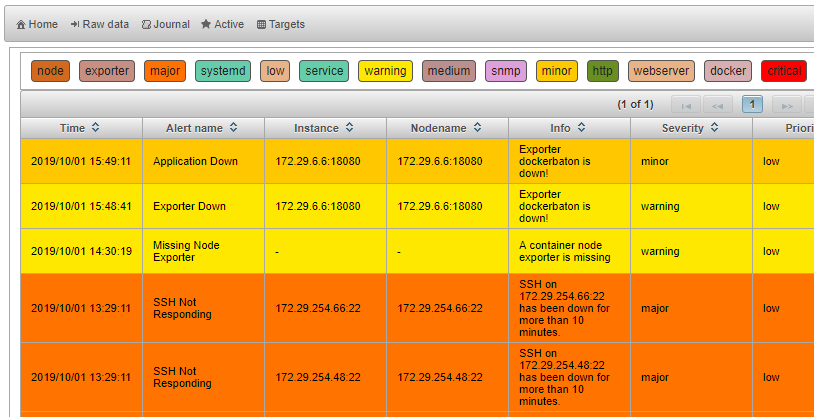 Home Raw data Journal Active Targets
node exporter major systemd low service warning medium snmp minor http webserver docker critical
(1 of 1) 1
Time Alert name Instance Nodename Info Severity Priori
2019/10/01 15:49:11 Application Down 172.29.6.6:18080 172.29.6.6:18080 Exporter
dockerbaton is
down! minor low
2019/10/01 15:48:41 Exporter Down 172.29.6.6:18080 172.29.6.6:18080 Exporter
dockerbaton is
down! warning low
2019/10/01 14:30:19 Missing Node
Exporter - - A container node
exporter is missing warning low
2019/10/01 13:29:11 SSH Not
Responding 172.29.254.66:22 172.29.254.66:22 SSH on
172.29.254.66:22
has been down for
more than 10
minutes. major low
2019/10/01 13:29:11 SSH Not
Responding 172.29.254.48:22 172.29.254.48:22 SSH on
172.29.254.48:22
has been down for
more than 10
minutes. major low